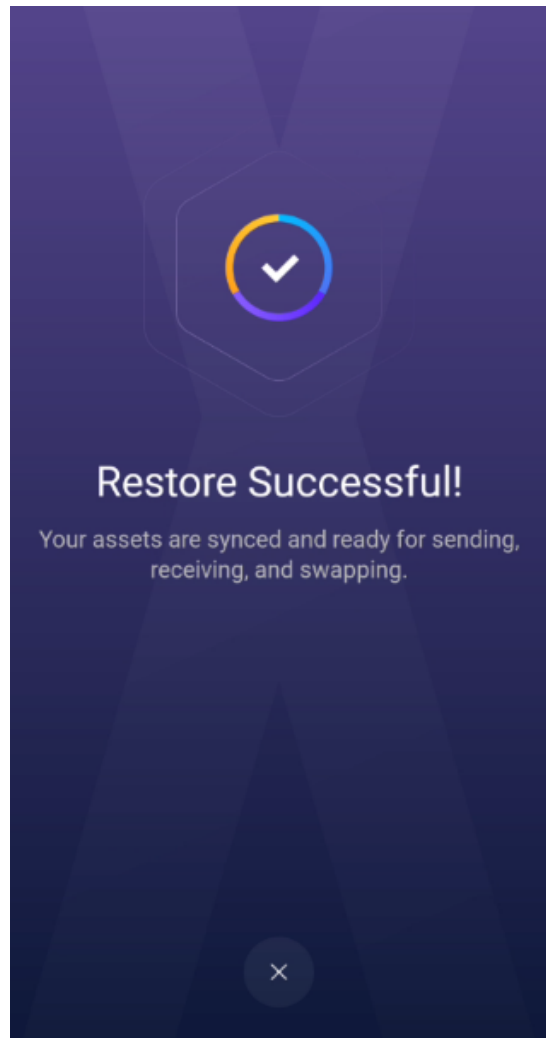 Restore Successful!
Your assets are synced and ready for sending,
receiving, and swapping.